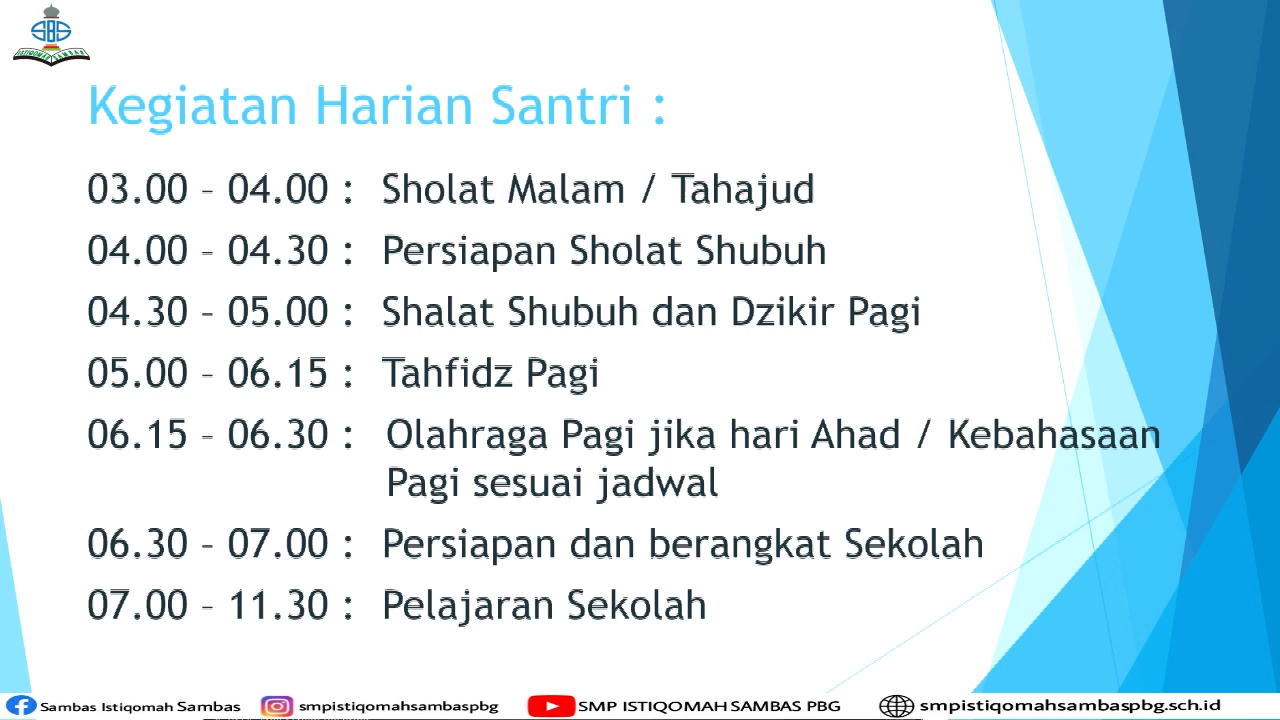 SBS
ISTIQOMAH SAMBAS
Kegiatan Harian Santri :
03.00 – 04.00 : Sholat Malam / Tahajud
04.00 – 04.30 : Persiapan Sholat Shubuh
04.30 – 05.00 : Shalat Shubuh dan Dzikir Pagi
05.00 – 06.15 : Tahfidz Pagi
06.15 – 06.30 : Olahraga Pagi jika hari Ahad / Kebahasaan
Pagi sesuai jadwal
06.30 – 07.00 : Persiapan dan berangkat Sekolah
07.00 – 11.30 : Pelajaran Sekolah
Sambas Istiqomah Sambas smpistiqomahsambaspbg SMP ISTIQOMAH SAMBAS PBG smpistiqomahsambaspbg.sch.id